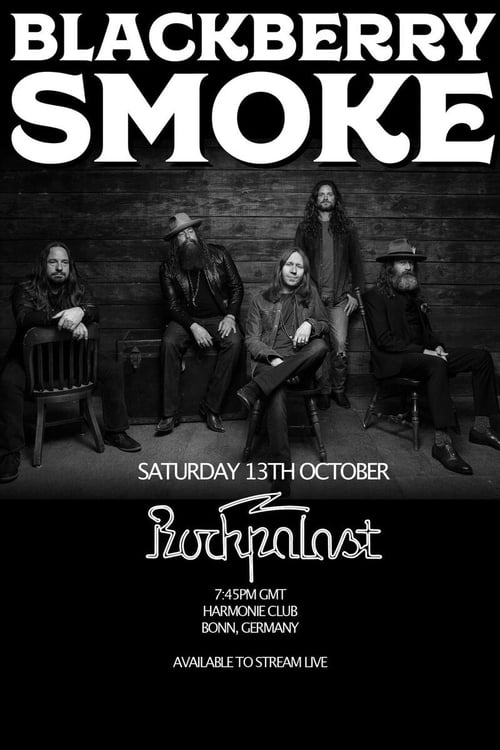 BLACKBERRY
SMOKE
SATURDAY 13TH OCTOBER
Rockpalast
7:45PM GMT
HARMONIE CLUB
BONN, GERMANY
AVAILABLE TO STREAM LIVE